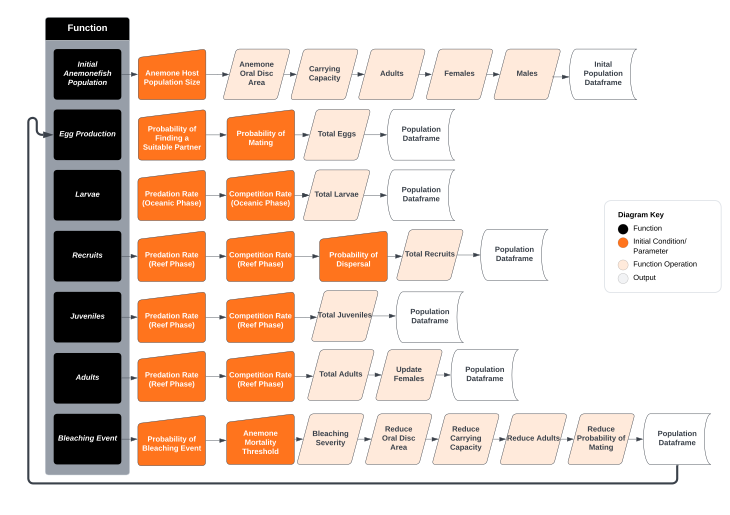 Function
Initial
Anemonefish
Population
Anemone Host
Population Size
Anemone
Oral Disc
Area
Carrying
Capacity
Adults
Females
Males
Inital
Population
Dataframe
Egg Production
Probability of
Finding a
Suitable Partner
Probability of
Mating
Total Eggs
Population
Dataframe
Larvae
Predation Rate
(Oceanic Phase)
Competition Rate
(Oceanic Phase)
Total Larvae
Population
Dataframe
Recruits
Predation Rate
(Reef Phase)
Competition Rate
(Reef Phase)
Probability of
Dispersal
Total Recruits
Population
Dataframe
Juveniles
Predation Rate
(Reef Phase)
Competition Rate
(Reef Phase)
Total Juveniles
Population
Dataframe
Adults
Predation Rate
(Reef Phase)
Competition Rate
(Reef Phase)
Total Adults
Update
Females
Population
Dataframe
Bleaching Event
Probability of
Bleaching Event
Anemone
Mortality
Threshold
Bleaching
Severity
Reduce
Oral Disc
Area
Reduce
Carrying
Capacity
Reduce Adults
Reduce
Probability of
Mating
Population
Dataframe
Diagram Key
Function
Initial Condition/
Parameter
Function Operation
Output